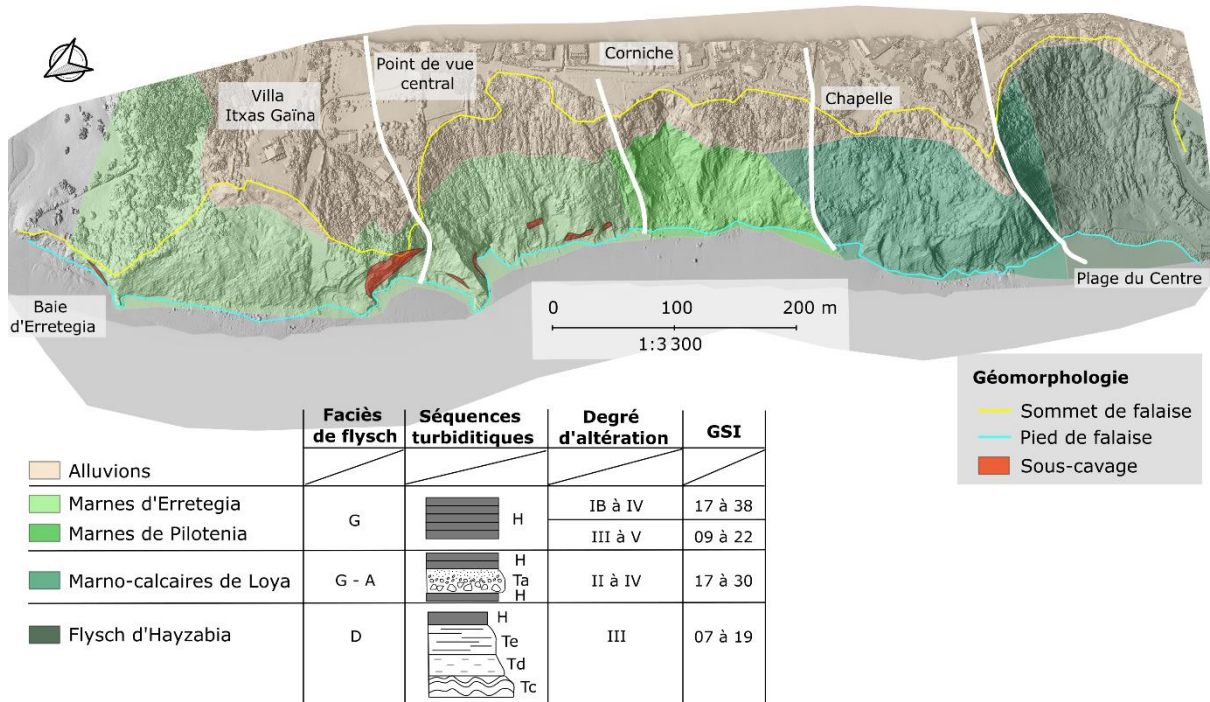 Villa
Itxas Gaïna
Point de vue
central
Corniche
Chapelle
Baie
d'Erretegia
Plage du Centre
0 100 200 m
1:3 300
Géomorphologie
Sommet de falaise
Pied de falaise
Sous-cavage
Faciès
de flysch
Séquences
turbiditiques
Degré
d'altération
GSI
Alluvions
Marnes d'Erretegia
Marnes de Pilotenia
G
H
IB à IV
17 à 38
III à V
09 à 22
Marno-calcaires de Loya
G - A
H
Ta
H
II à IV
17 à 30
Flysch d'Hayzabia
D
H
Te
Td
Tc
III
07 à 19